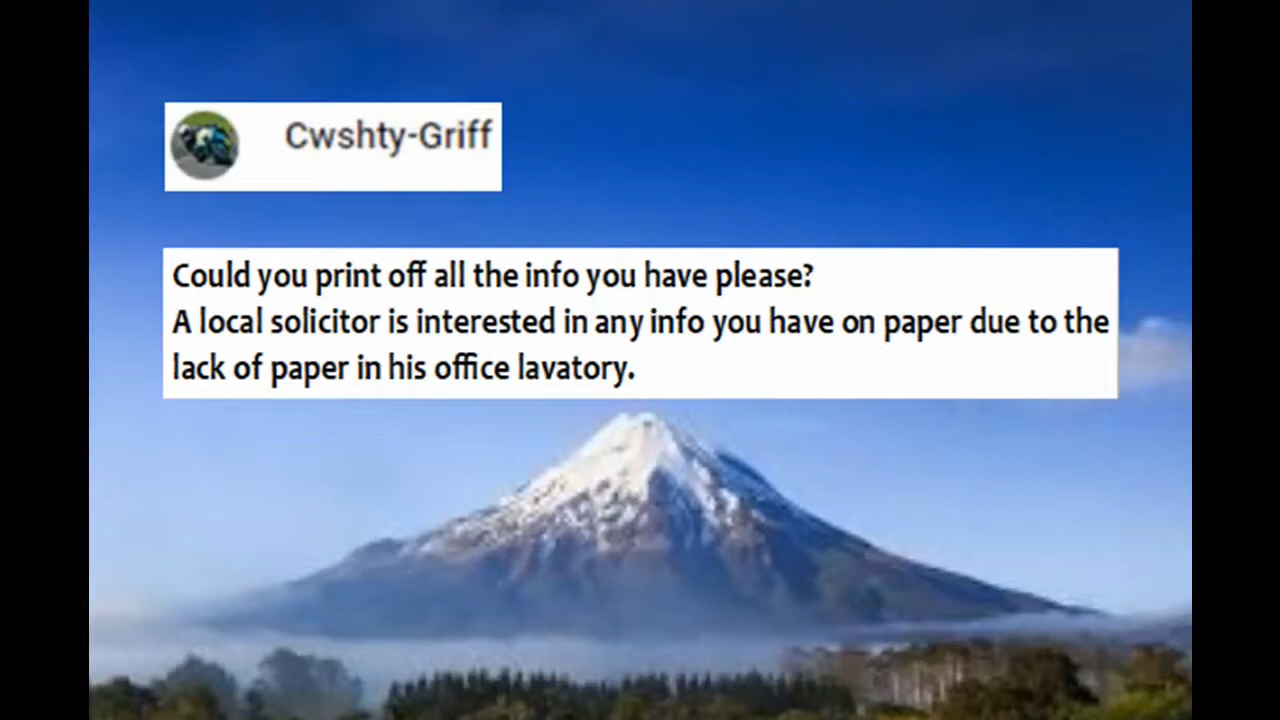 Cwshty-Griff
Could you print off all the info you have please?
A local solicitor is interested in any info you have on paper due to the
lack of paper in his office lavatory.